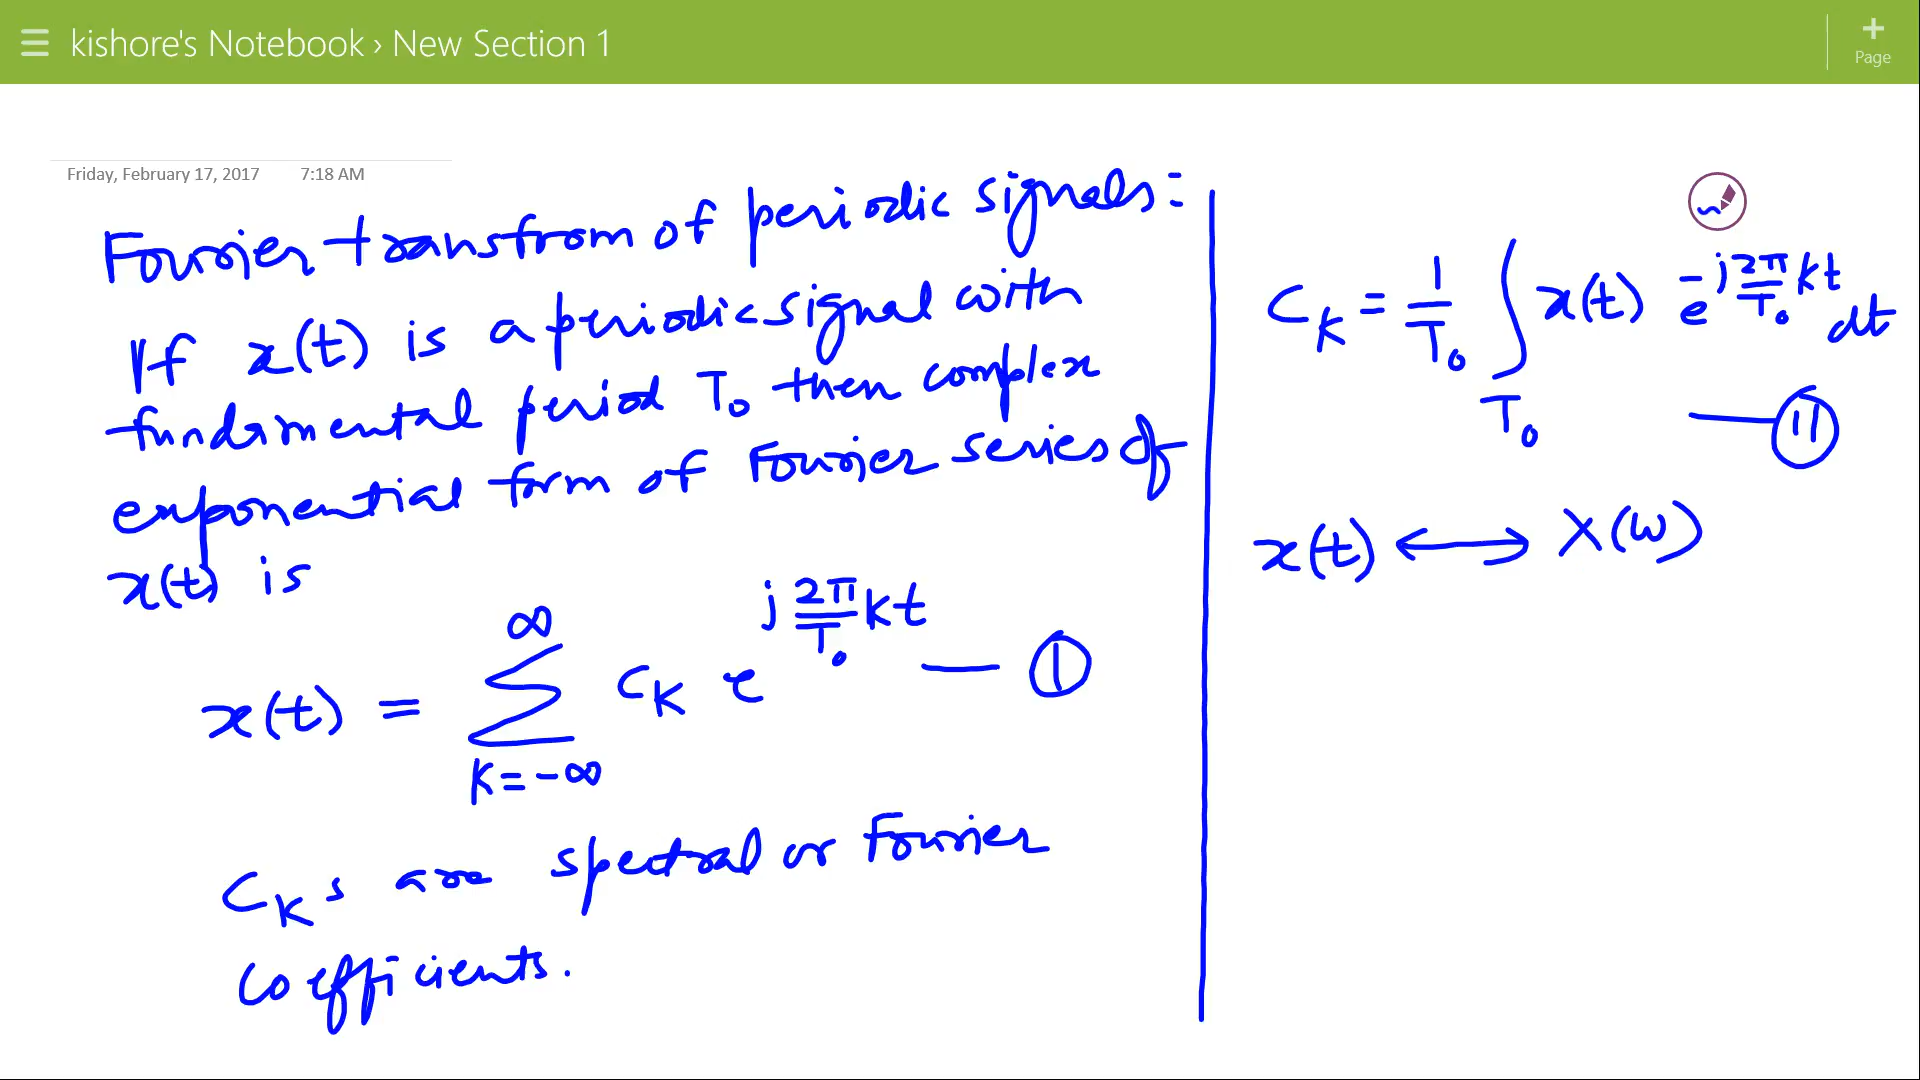 kishore's Notebook › New Section 1
+
Page
Friday, February 17, 2017 7:18 AM
Fourier transfrom of periodic signals:
If x(t) is a periodic signal with
fundamental period T₀ then complex
exponential form of Fourier series of
x(t) is
x(t) = ∑_{K=-∞}^{∞} C_K e^{j (2π/T₀) kt} — ①
C_K s are spectral or Fourier
coefficients.
C_K = 1/T₀ ∫_{T₀} x(t) e^{-j (2π/T₀) kt} dt
— (11)
x(t) ↔ X(ω)